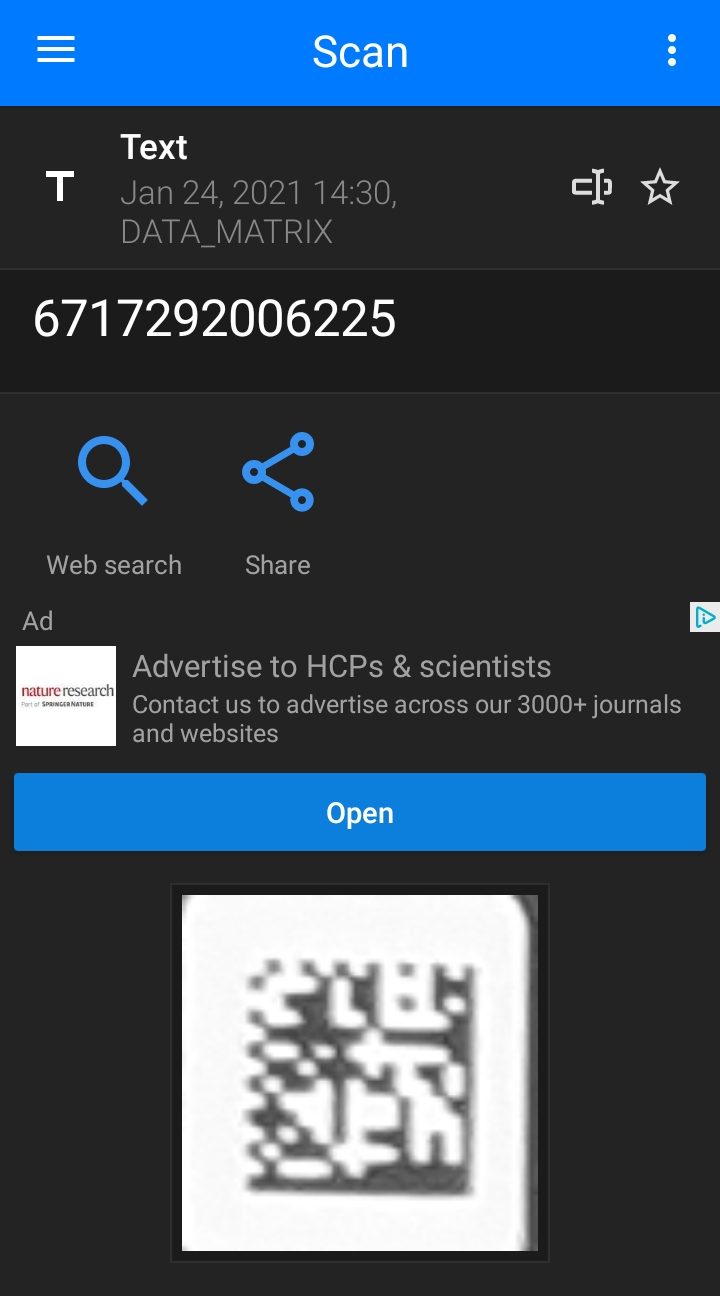 Scan
Text
Jan 24, 2021 14:30,
DATA_MATRIX
6717292006225
Web search
Share
Ad
nature research
Part of SPRINGER NATURE
Advertise to HCPs & scientists
Contact us to advertise across our 3000+ journals
and websites
Open